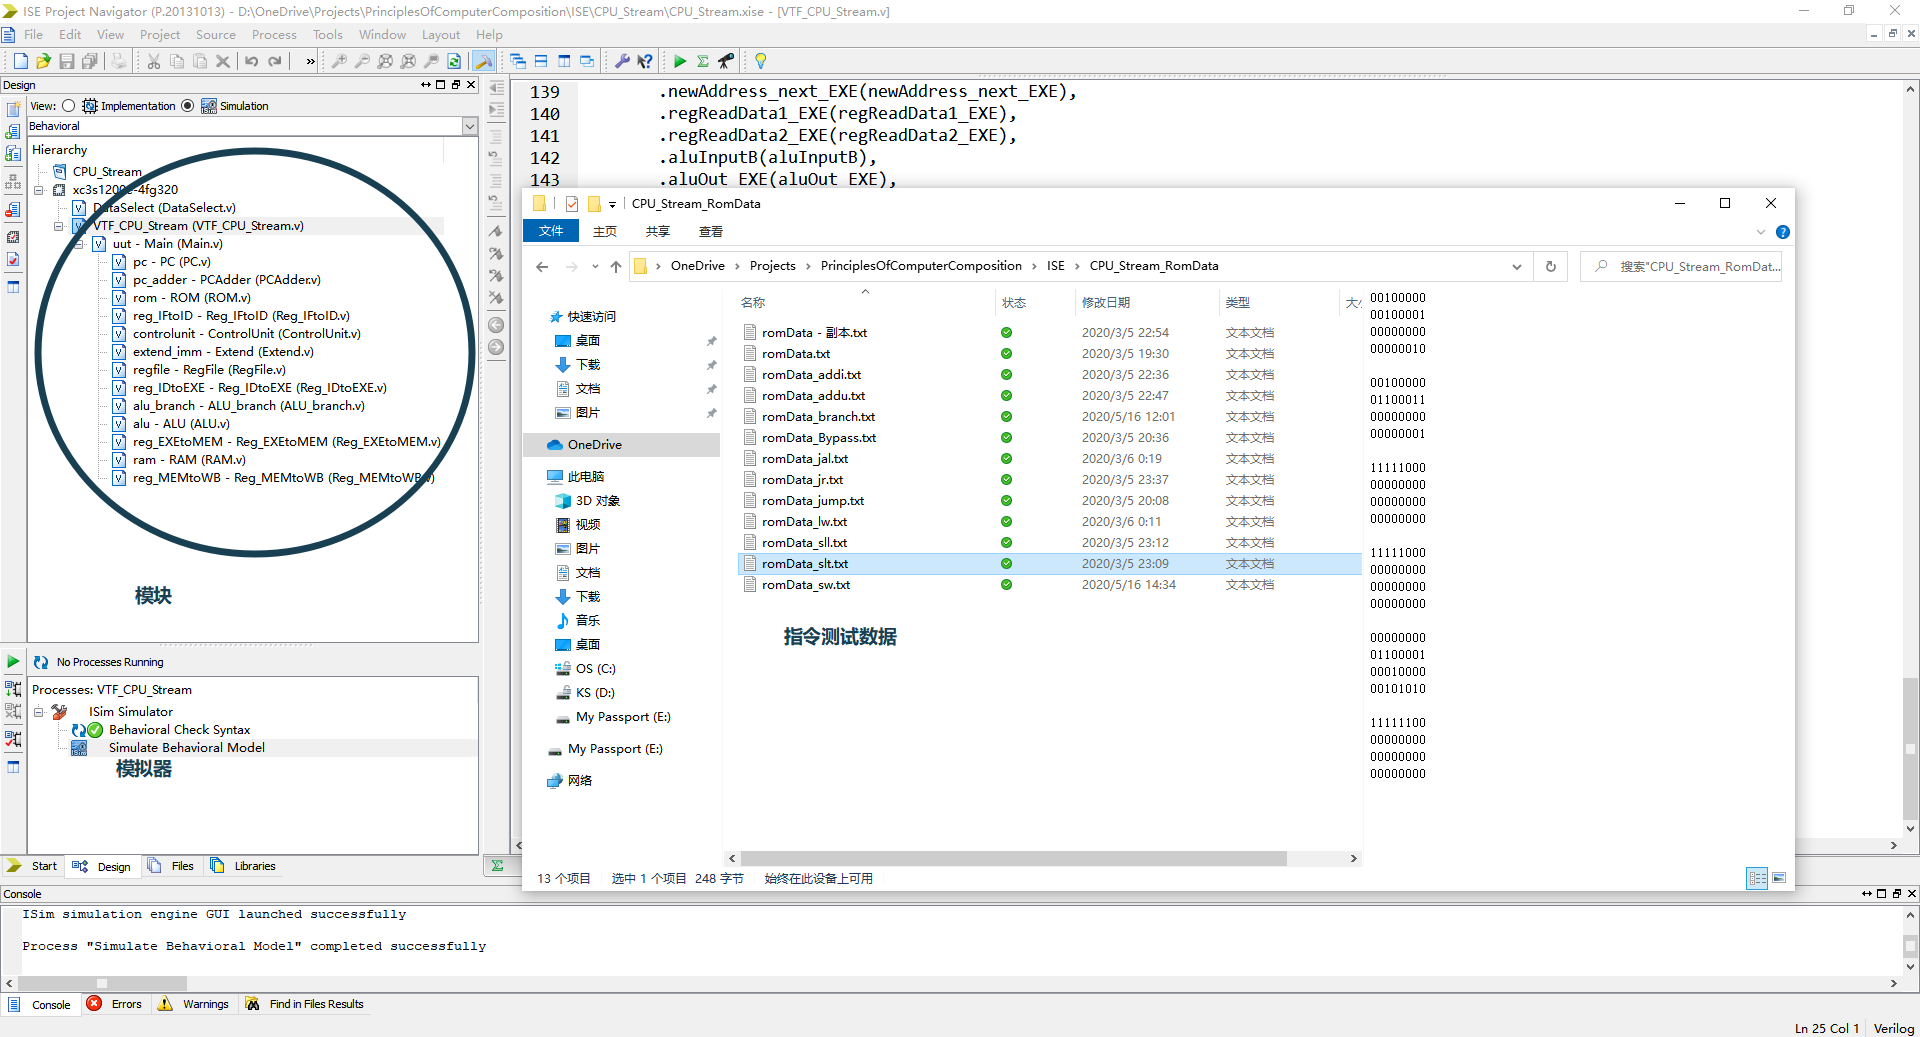 ISE Project Navigator (P.20131013) - D:\OneDrive\Projects\PrinciplesOfComputerComposition\ISE\CPU_Stream\CPU_Stream.xise - [VTF_CPU_Stream.v]
File Edit View Project Source Process Tools Window Layout Help
Design
View: Implementation Simulation
Behavioral
Hierarchy
CPU_Stream
xc3s1200e-4fg320
DataSelect (DataSelect.v)
VTF_CPU_Stream (VTF_CPU_Stream.v)
uut - Main (Main.v)
pc - PC (PC.v)
pc_adder - PCAdder (PCAdder.v)
rom - ROM (ROM.v)
reg_IFtoID - Reg_IFtoID (Reg_IFtoID.v)
controlunit - ControlUnit (ControlUnit.v)
extend_imm - Extend (Extend.v)
regfile - RegFile (RegFile.v)
reg_IDtoEXE - Reg_IDtoEXE (Reg_IDtoEXE.v)
alu_branch - ALU_branch (ALU_branch.v)
alu - ALU (ALU.v)
reg_EXEtoMEM - Reg_EXEtoMEM (Reg_EXEtoMEM.v)
ram - RAM (RAM.v)
reg_MEMtoWB - Reg_MEMtoWB (Reg_MEMtoWB.v)
模块
No Processes Running
Processes: VTF_CPU_Stream
ISim Simulator
Behavioral Check Syntax
Simulate Behavioral Model
模拟器
Start Design Files Libraries
139 .newAddress_next_EXE(newAddress_next_EXE),
140 .regReadData1_EXE(regReadData1_EXE),
141 .regReadData2_EXE(regReadData2_EXE),
142 .aluInputB(aluInputB),
143 .aluOut_EXE(aluOut_EXE),
CPU_Stream_RomData
文件 主页 共享 查看
OneDrive Projects PrinciplesOfComputerComposition ISE CPU_Stream_RomData
搜索"CPU_Stream_RomDat...
快速访问
桌面
下载
文档
图片
OneDrive
此电脑
3D 对象
视频
图片
文档
下载
音乐
桌面
OS (C:)
KS (D:)
My Passport (E:)
My Passport (E:)
网络
名称 状态 修改日期 类型
romData - 副本.txt 2020/3/5 22:54 文本文档
romData.txt 2020/3/5 19:30 文本文档
romData_addi.txt 2020/3/5 22:36 文本文档
romData_addu.txt 2020/3/5 22:47 文本文档
romData_branch.txt 2020/5/16 12:01 文本文档
romData_Bypass.txt 2020/3/5 20:36 文本文档
romData_jal.txt 2020/3/6 0:19 文本文档
romData_jr.txt 2020/3/5 23:37 文本文档
romData_jump.txt 2020/3/5 20:08 文本文档
romData_lw.txt 2020/3/6 0:11 文本文档
romData_sll.txt 2020/3/5 23:12 文本文档
romData_slt.txt 2020/3/5 23:09 文本文档
romData_sw.txt 2020/5/16 14:34 文本文档
指令测试数据
00100000
00100001
00000000
00000010
00100000
01100011
00000000
00000001
11111000
00000000
00000000
00000000
11111000
00000000
00000000
00000000
00000000
01100001
00010000
00101010
11111100
00000000
00000000
00000000
13 个项目 选中 1 个项目 248 字节 始终在此设备上可用
Console
ISim simulation engine GUI launched successfully
Process "Simulate Behavioral Model" completed successfully
Console Errors Warnings Find in Files Results
Ln 25 Col 1 Verilog